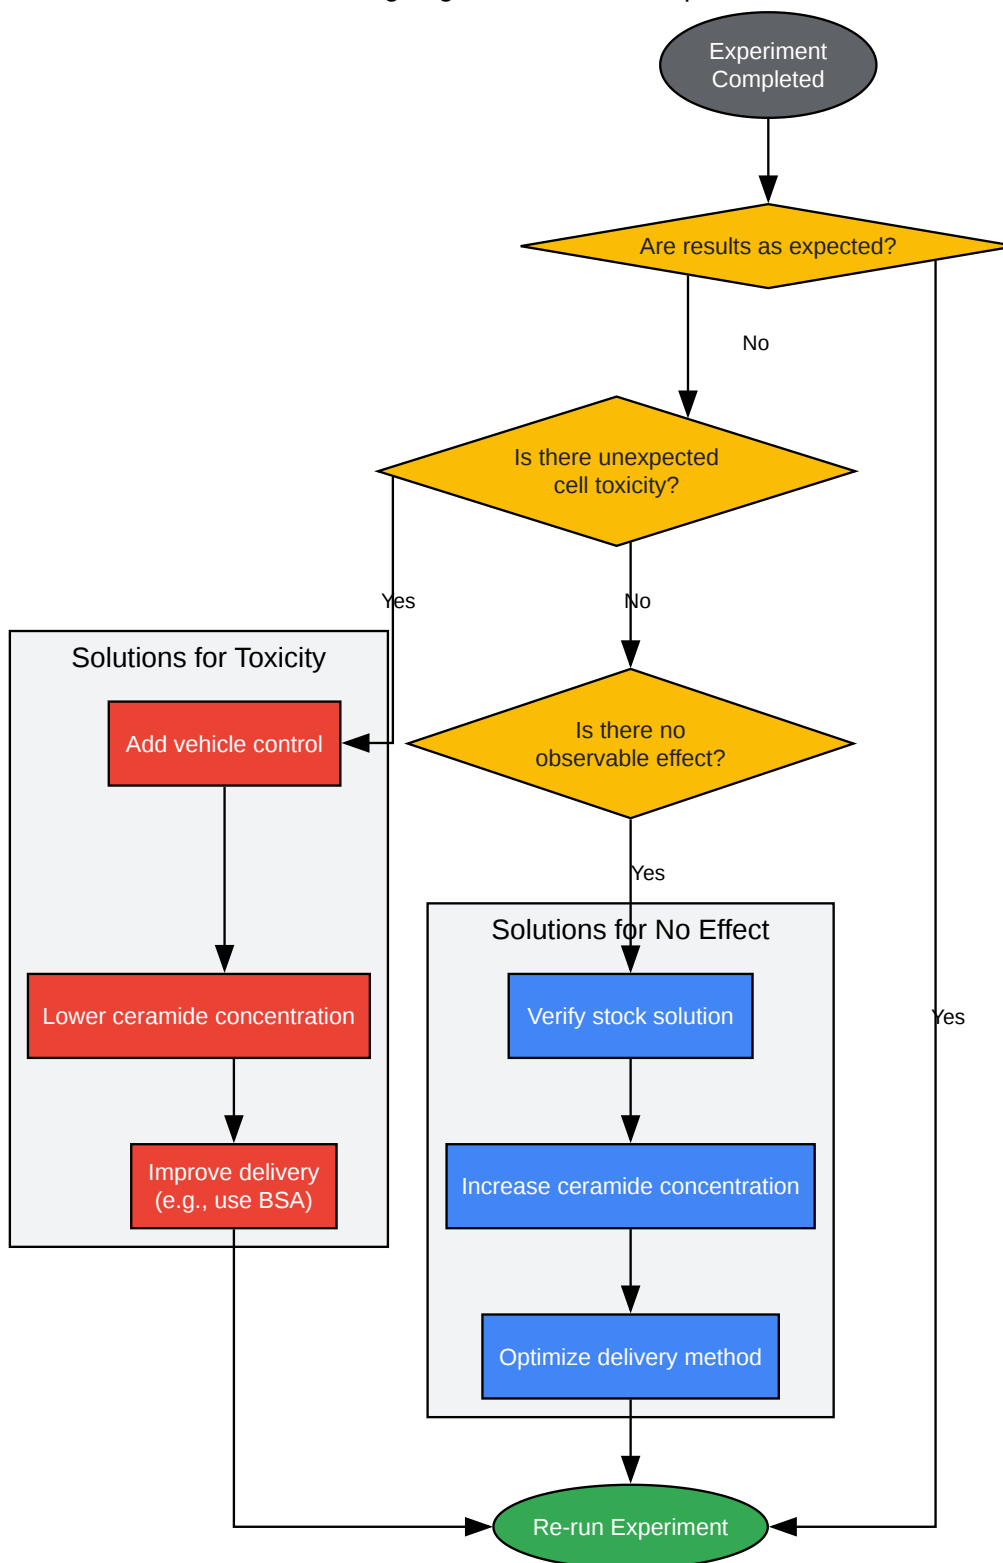 Experiment
Completed
Are results as expected?
No
Is there unexpected
cell toxicity?
Yes
No
Solutions for Toxicity
Add vehicle control
Is there no
observable effect?
Yes
Solutions for No Effect
Lower ceramide concentration
Verify stock solution
Yes
Improve delivery
(e.g., use BSA)
Increase ceramide concentration
Optimize delivery method
Re-run Experiment